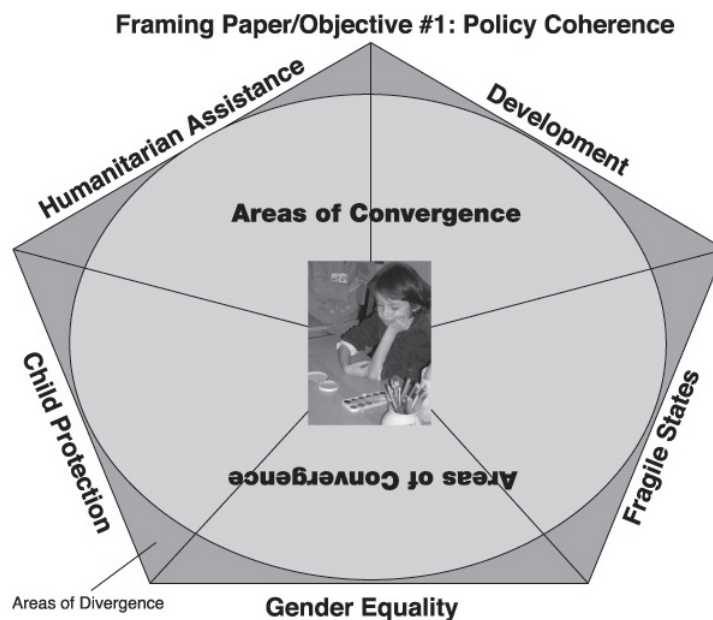 Framing Paper/Objective #1: Policy Coherence
Humanitarian Assistance
Development
Areas of Convergence
Child Protection
Fragile States
Areas of Convergence
Areas of Divergence
Gender Equality